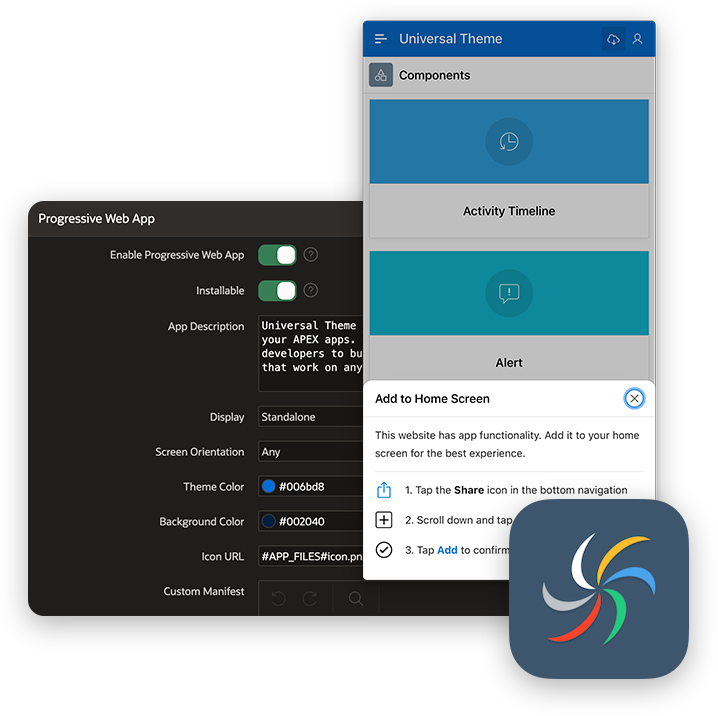 Universal Theme
Components
Activity Timeline
Alert
Add to Home Screen
This website has app functionality. Add it to your home
screen for the best experience.
1. Tap the Share icon in the bottom navigation
2. Scroll down and tap
3. Tap Add to confirm
Progressive Web App
Enable Progressive Web App
Installable
App Description
Universal Theme
your APEX apps.
developers to bu
that work on any
Display
Standalone
Screen Orientation
Any
Theme Color
#006bd8
Background Color
#002040
Icon URL
#APP_FILES#icon.pn
Custom Manifest